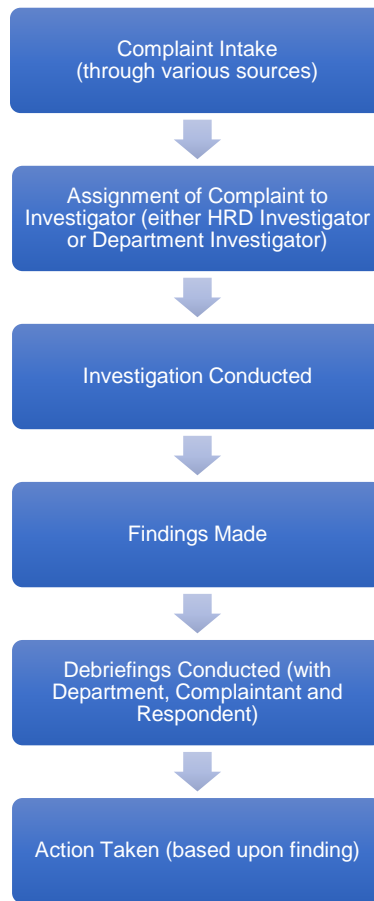 Complaint Intake
(through various sources)
Assignment of Complaint to
Investigator (either HRD Investigator
or Department Investigator)
Investigation Conducted
Findings Made
Debriefings Conducted (with
Department, Complaintant and
Respondent)
Action Taken (based upon finding)